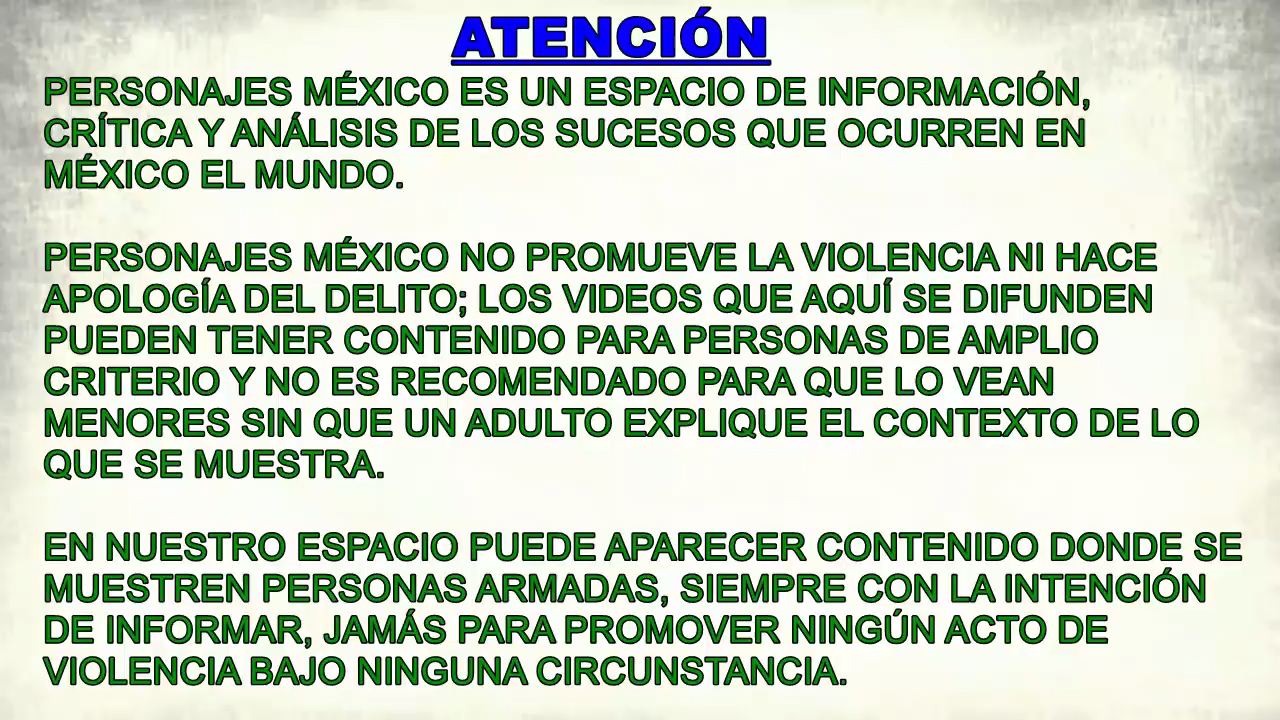 ATENCIÓN
PERSONAJES MÉXICO ES UN ESPACIO DE INFORMACIÓN,
CRÍTICA Y ANÁLISIS DE LOS SUCESOS QUE OCURREN EN
MÉXICO EL MUNDO.
PERSONAJES MÉXICO NO PROMUEVE LA VIOLENCIA NI HACE
APOLOGÍA DEL DELITO; LOS VIDEOS QUE AQUÍ SE DIFUNDEN
PUEDEN TENER CONTENIDO PARA PERSONAS DE AMPLIO
CRITERIO Y NO ES RECOMENDADO PARA QUE LO VEAN
MENORES SIN QUE UN ADULTO EXPLIQUE EL CONTEXTO DE LO
QUE SE MUESTRA.
EN NUESTRO ESPACIO PUEDE APARECER CONTENIDO DONDE SE
MUESTREN PERSONAS ARMADAS, SIEMPRE CON LA INTENCIÓN
DE INFORMAR, JAMÁS PARA PROMOVER NINGÚN ACTO DE
VIOLENCIA BAJO NINGUNA CIRCUNSTANCIA.